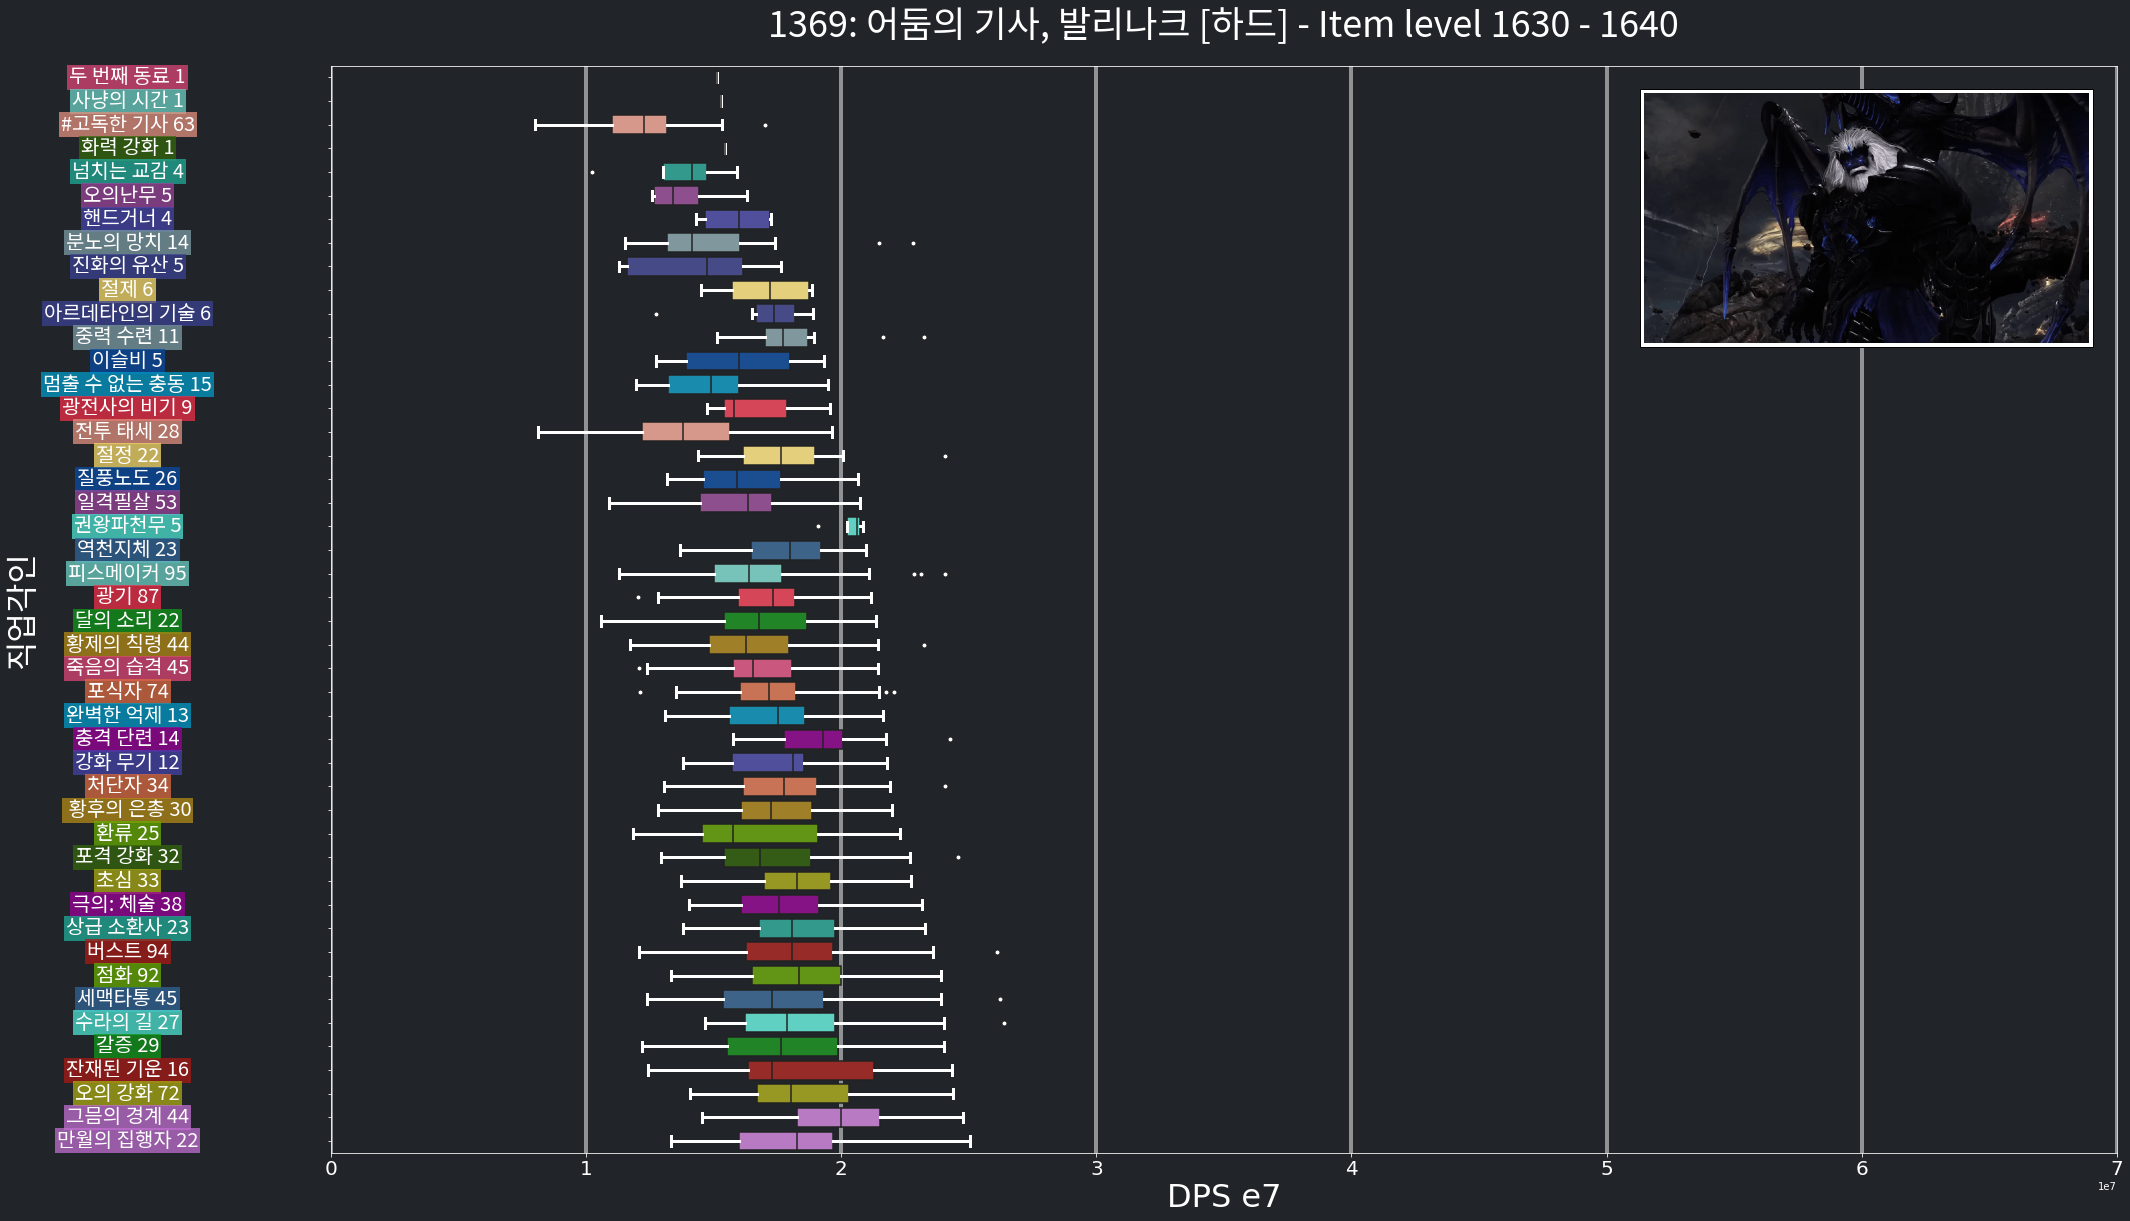 1369: 어둠의 기사, 발리나크 [하드] - Item level 1630 - 1640
두 번째 동료 1
사냥의 시간 1
#고독한 기사 63
화력 강화 1
넘치는 교감 4
오의난무 5
핸드거너 4
분노의 망치 14
진화의 유산 5
절제 6
아르데타인의 기술 6
중력 수련 11
이슬비 5
멈출 수 없는 충동 15
광전사의 비기 9
전투 태세 28
절정 22
질풍노도 26
일격필살 53
권왕파천무 5
역천지체 23
피스메이커 95
광기 87
달의 소리 22
황제의 칙령 44
죽음의 습격 45
포식자 74
완벽한 억제 13
충격 단련 14
강화 무기 12
처단자 34
황후의 은총 30
환류 25
포격 강화 32
초심 33
극의: 체술 38
상급 소환사 23
버스트 94
점화 92
세맥타통 45
수라의 길 27
갈증 29
잔재된 기운 16
오의 강화 72
그믐의 경계 44
만월의 집행자 22
직업각인
0 1 2 3 4 5 6 7
1e7
DPS e7